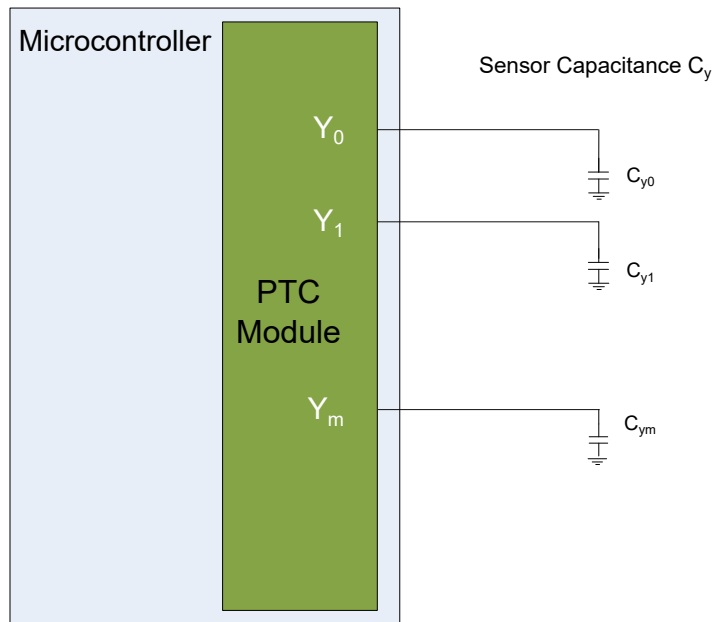 Microcontroller
Sensor Capacitance Cy
Y0
Cy0
Y1
Cy1
PTC
Module
Ym
Cym